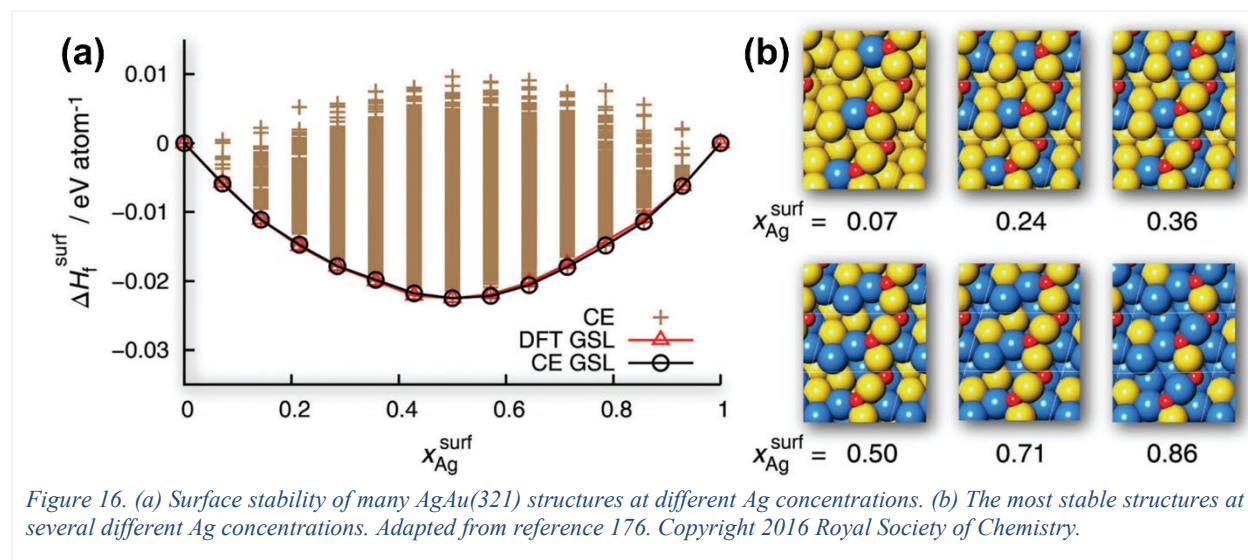 (a)
0.01
0
−0.01
−0.02
−0.03
ΔH_f^surf / eV atom⁻¹
CE
DFT GSL
CE GSL
0 0.2 0.4 0.6 0.8 1
x_Ag^surf
(b)
x_Ag^surf = 0.07 0.24 0.36
x_Ag^surf = 0.50 0.71 0.86
Figure 16. (a) Surface stability of many AgAu(321) structures at different Ag concentrations. (b) The most stable structures at
several different Ag concentrations. Adapted from reference 176. Copyright 2016 Royal Society of Chemistry.